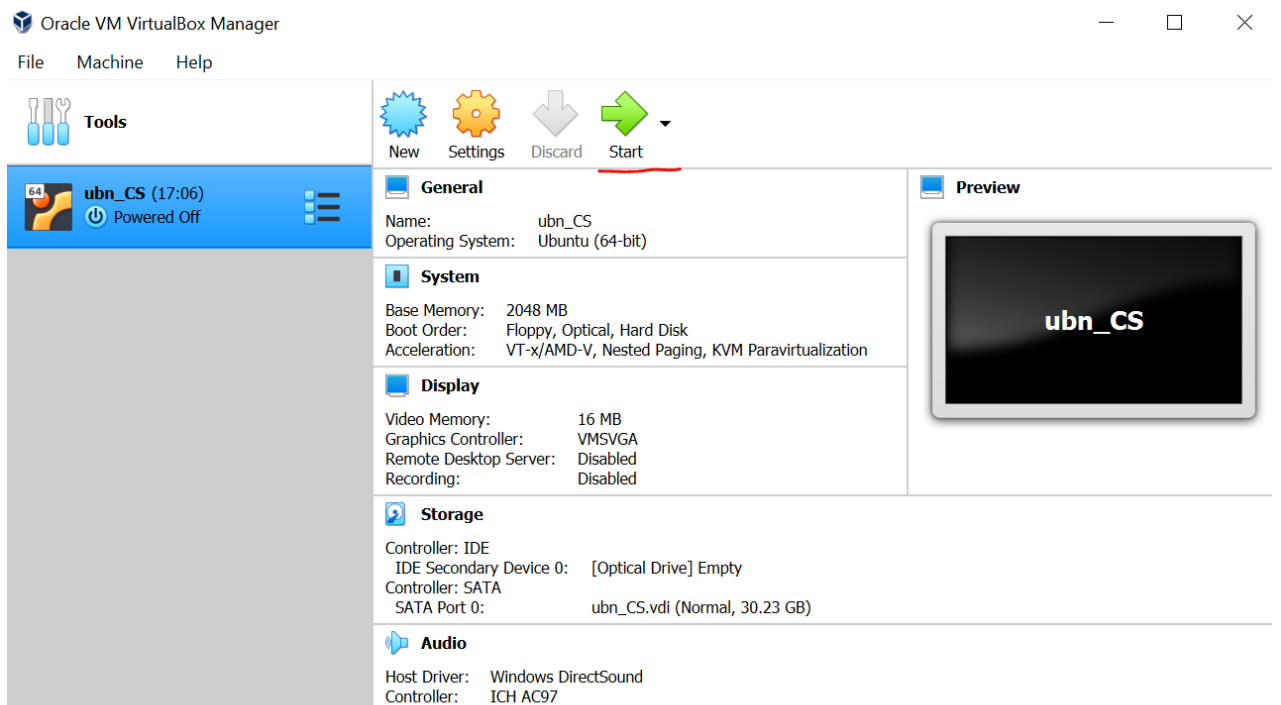 Oracle VM VirtualBox Manager
File Machine Help
Tools
64
ubn_CS (17:06)
Powered Off
New Settings Discard Start
General
Name: ubn_CS
Operating System: Ubuntu (64-bit)
System
Base Memory: 2048 MB
Boot Order: Floppy, Optical, Hard Disk
Acceleration: VT-x/AMD-V, Nested Paging, KVM Paravirtualization
Display
Video Memory: 16 MB
Graphics Controller: VMSVGA
Remote Desktop Server: Disabled
Recording: Disabled
Preview
ubn_CS
Storage
Controller: IDE
IDE Secondary Device 0: [Optical Drive] Empty
Controller: SATA
SATA Port 0: ubn_CS.vdi (Normal, 30.23 GB)
Audio
Host Driver: Windows DirectSound
Controller: ICH AC97